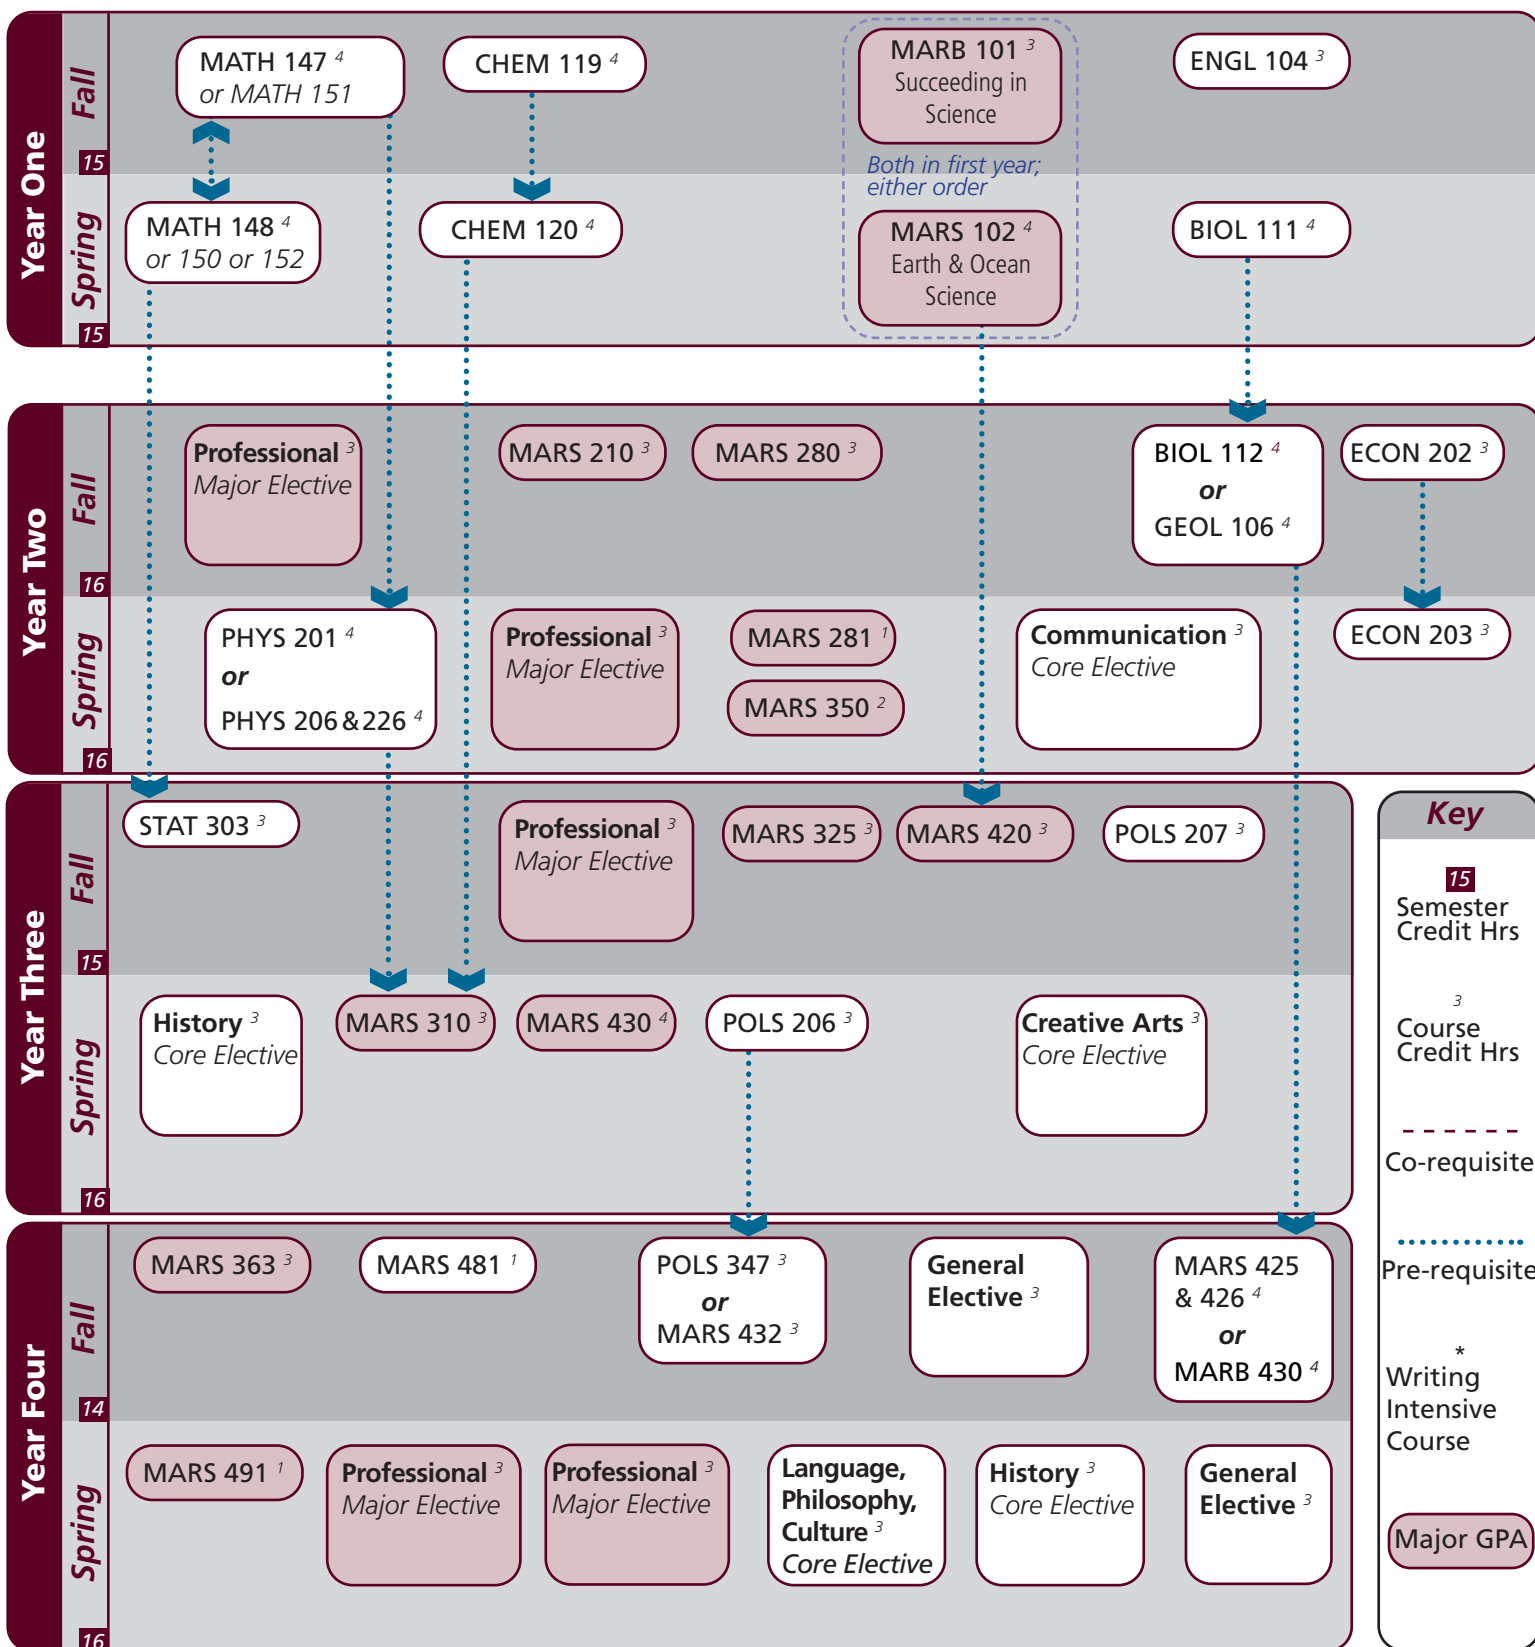 Year One
Fall
15
MATH 147 4
or MATH 151
CHEM 119 4
MARB 101 3
Succeeding in
Science
ENGL 104 3
Both in first year;
either order
Spring
15
MATH 148 4
or 150 or 152
CHEM 120 4
MARS 102 4
Earth & Ocean
Science
BIOL 111 4
Year Two
Fall
16
Professional 3
Major Elective
MARS 210 3
MARS 280 3
BIOL 112 4
or
GEOL 106 4
ECON 202 3
Spring
16
PHYS 201 4
or
PHYS 206 & 226 4
Professional 3
Major Elective
MARS 281 1
MARS 350 2
Communication 3
Core Elective
ECON 203 3
Year Three
Fall
15
STAT 303 3
Professional 3
Major Elective
MARS 325 3
MARS 420 3
POLS 207 3
Spring
16
History 3
Core Elective
MARS 310 3
MARS 430 4
POLS 206 3
Creative Arts 3
Core Elective
Year Four
Fall
14
MARS 363 3
MARS 481 1
POLS 347 3
or
MARS 432 3
General
Elective 3
MARS 425
& 426 4
or
MARB 430 4
Spring
16
MARS 491 1
Professional 3
Major Elective
Professional 3
Major Elective
Language,
Philosophy,
Culture 3
Core Elective
History 3
Core Elective
General
Elective 3
Key
15
Semester
Credit Hrs
3
Course
Credit Hrs
Co-requisite
Pre-requisite
*
Writing
Intensive
Course
Major GPA